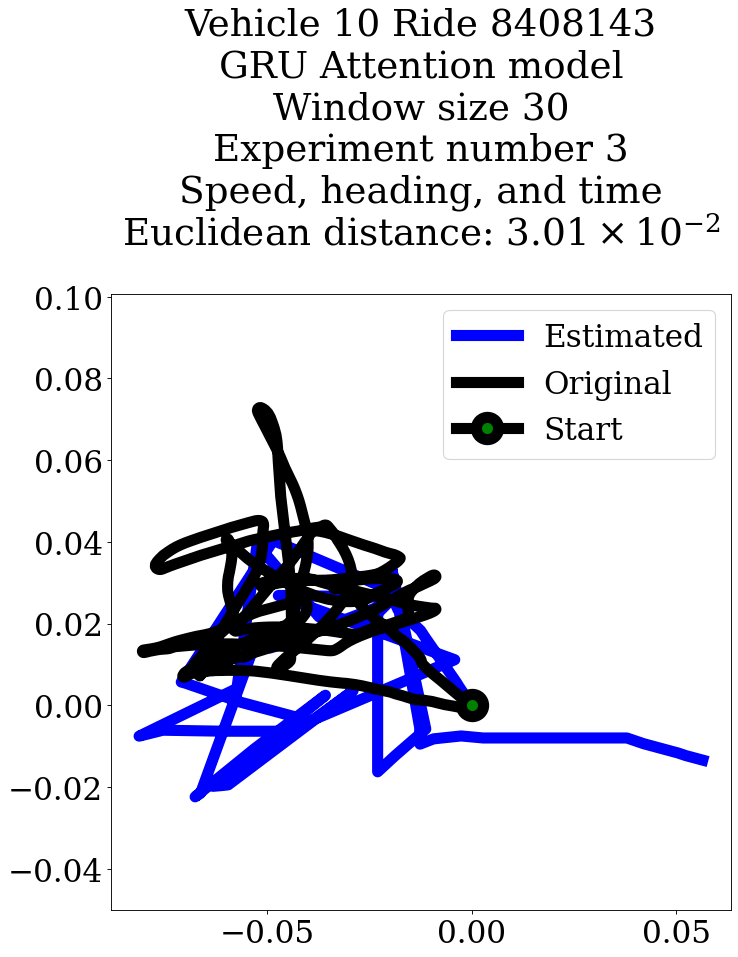 Vehicle 10 Ride 8408143
GRU Attention model
Window size 30
Experiment number 3
Speed, heading, and time
Euclidean distance: 3.01 × 10⁻²
0.10
0.08
0.06
0.04
0.02
0.00
−0.02
−0.04
Estimated
Original
Start
−0.05
0.00
0.05